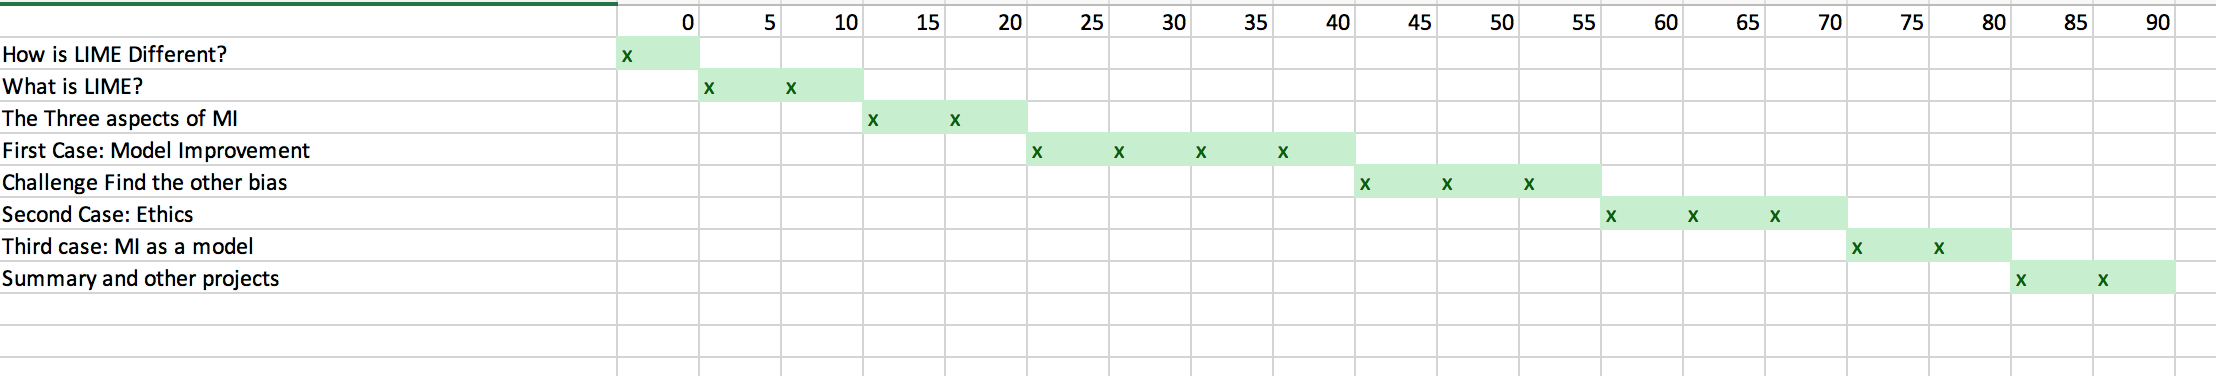 0 5 10 15 20 25 30 35 40 45 50 55 60 65 70 75 80 85 90
How is LIME Different? x
What is LIME? x x
The Three aspects of MI x x
First Case: Model Improvement x x x x
Challenge Find the other bias x x x
Second Case: Ethics x x x
Third case: MI as a model x x
Summary and other projects x x